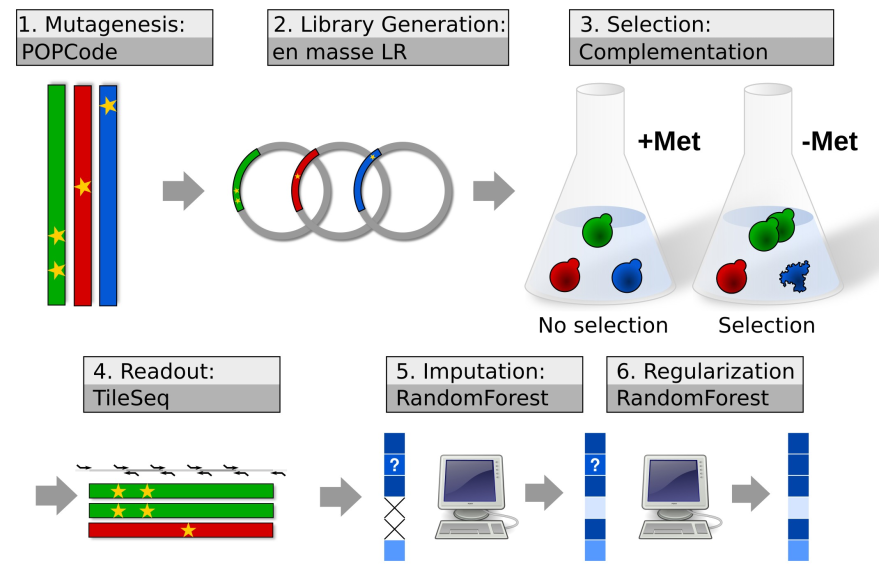 1. Mutagenesis:
POPCode
2. Library Generation:
en masse LR
3. Selection:
Complementation
+Met
-Met
No selection
Selection
4. Readout:
TileSeq
5. Imputation:
RandomForest
6. Regularization
RandomForest
?
?